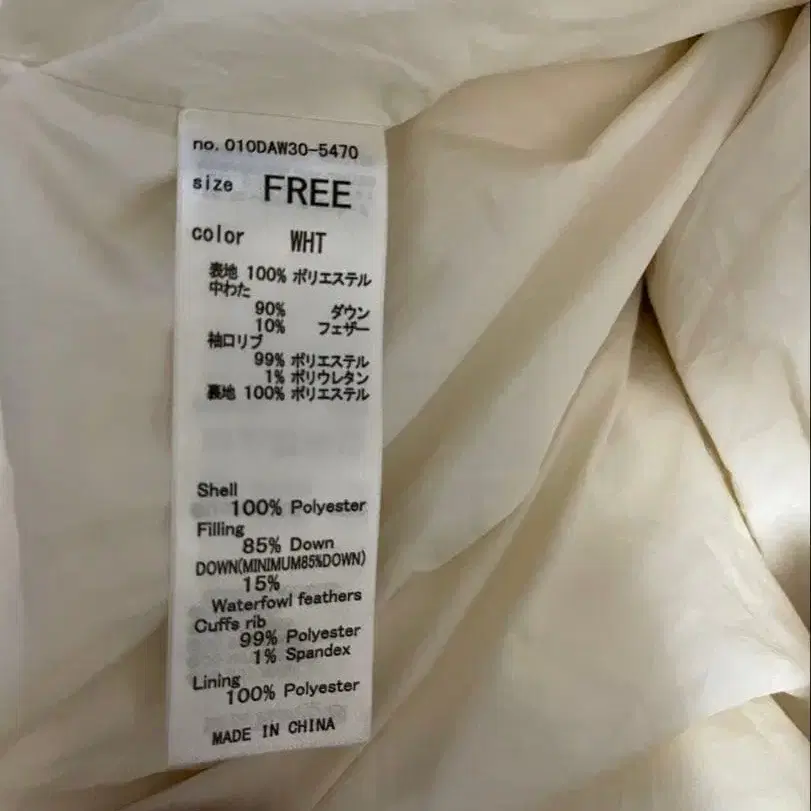 no. 010DAW30-5470
size FREE
color WHT
表地 100% ポリエステル
中わた
90% ダウン
10% フェザー
袖口リブ
99% ポリエステル
1% ポリウレタン
裏地 100% ポリエステル
Shell
100% Polyester
Filling
85% Down
DOWN(MINIMUM85%DOWN)
15%
Waterfowl feathers
Cuffs rib
99% Polyester
1% Spandex
Lining
100% Polyester
MADE IN CHINA